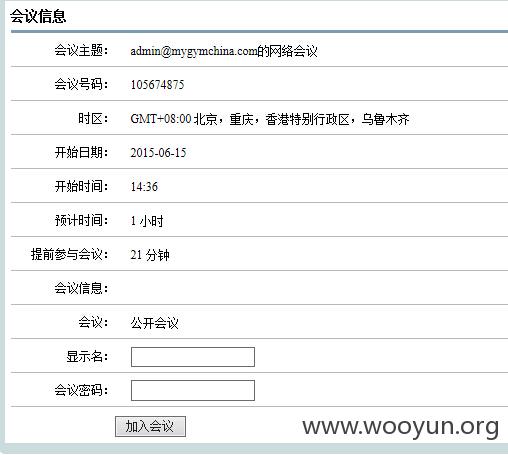 会议信息
会议主题： admin@mygymchina.com的网络会议
会议号码： 105674875
时区： GMT+08:00 北京，重庆，香港特别行政区，乌鲁木齐
开始日期： 2015-06-15
开始时间： 14:36
预计时间： 1 小时
提前参与会议： 21 分钟
会议信息：
会议： 公开会议
显示名：
会议密码：
加入会议
www.wooyun.org